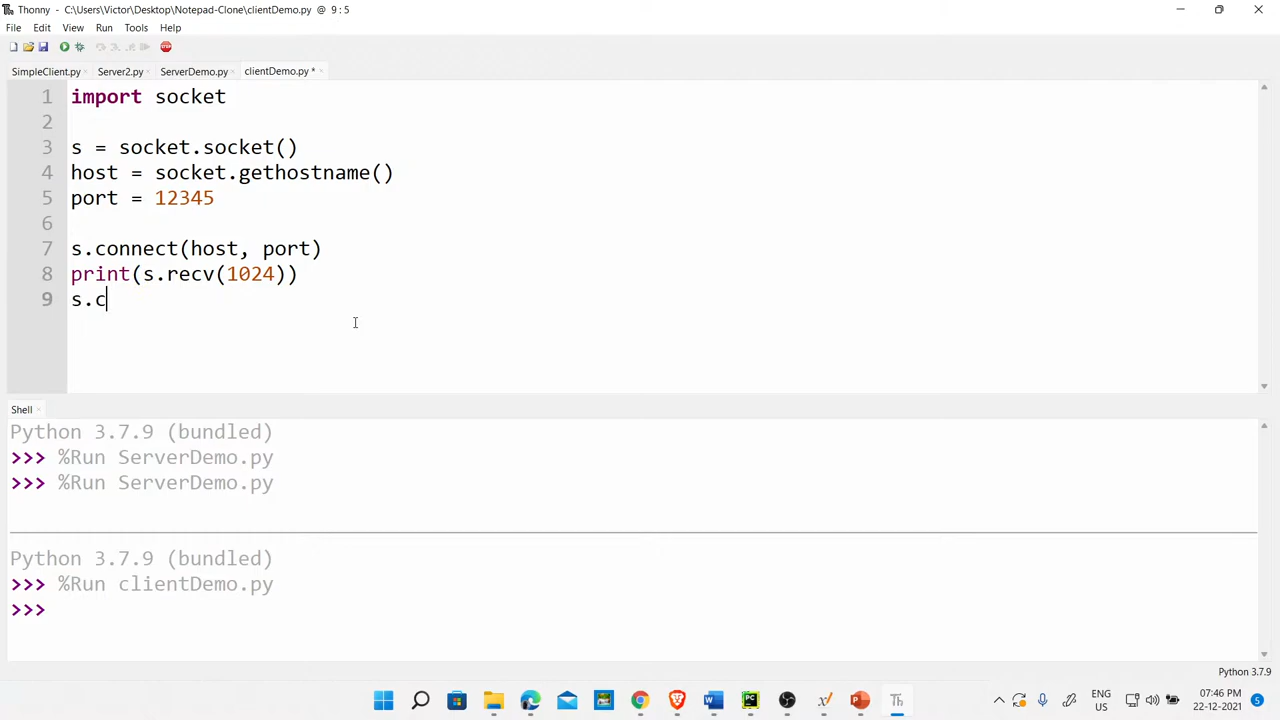 Thonny - C:\Users\Victor\Desktop\Notepad-Clone\clientDemo.py @ 9 : 5
File Edit View Run Tools Help
SimpleClient.py Server2.py ServerDemo.py clientDemo.py *
1 import socket
2
3 s = socket.socket()
4 host = socket.gethostname()
5 port = 12345
6
7 s.connect(host, port)
8 print(s.recv(1024))
9 s.c
Shell
Python 3.7.9 (bundled)
>>> %Run ServerDemo.py
>>> %Run ServerDemo.py
Python 3.7.9 (bundled)
>>> %Run clientDemo.py
>>>
Python 3.7.9
ENG 07:46 PM
US 22-12-2021 5